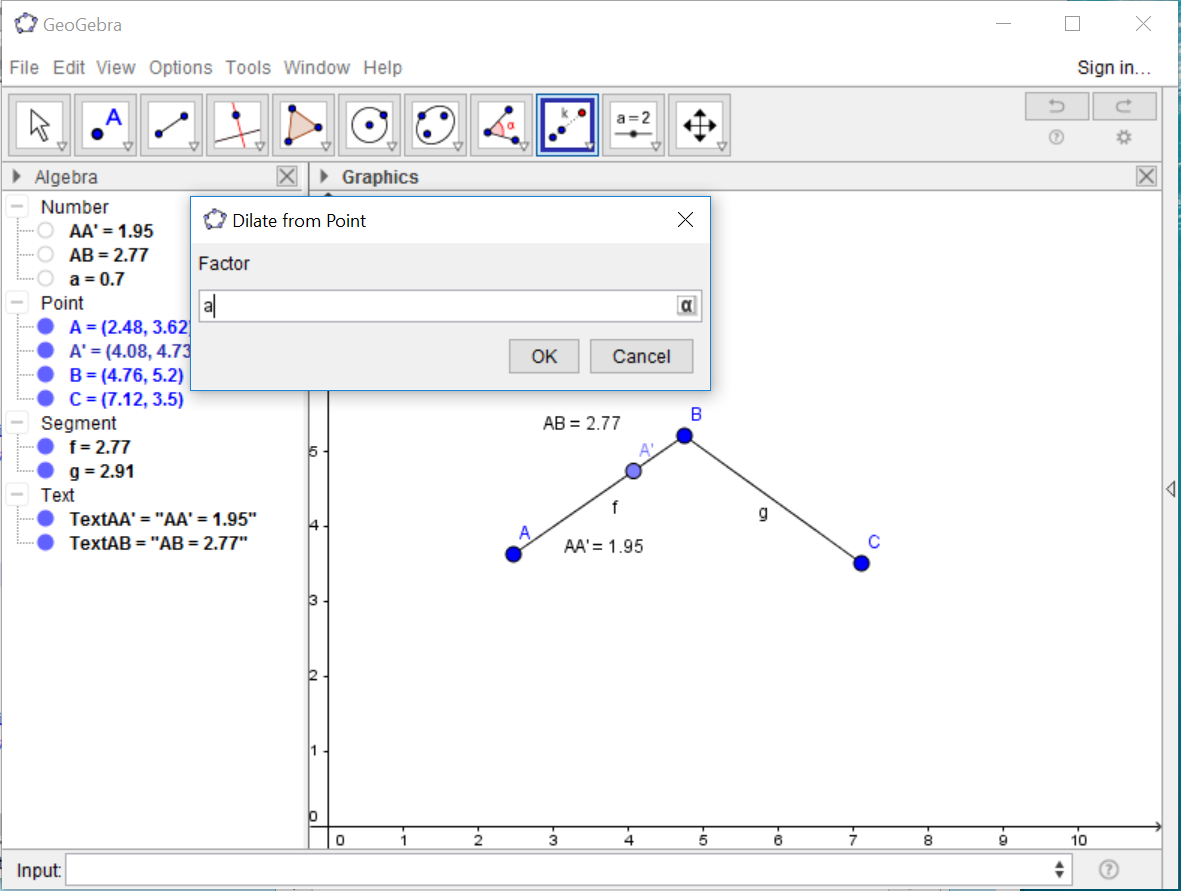 GeoGebra
File Edit View Options Tools Window Help
Sign in...
A
α
k
a=2
Algebra
Graphics
Number
AA' = 1.95
AB = 2.77
a = 0.7
Point
A = (2.48, 3.62)
A' = (4.08, 4.73
B = (4.76, 5.2)
C = (7.12, 3.5)
Segment
f = 2.77
g = 2.91
Text
TextAA' = "AA' = 1.95"
TextAB = "AB = 2.77"
Dilate from Point
Factor
a
α
OK Cancel
AB = 2.77
B
A'
f
g
A
AA' = 1.95
C
5
4
3
2
1
0
0 1 2 3 4 5 6 7 8 9 10
Input: